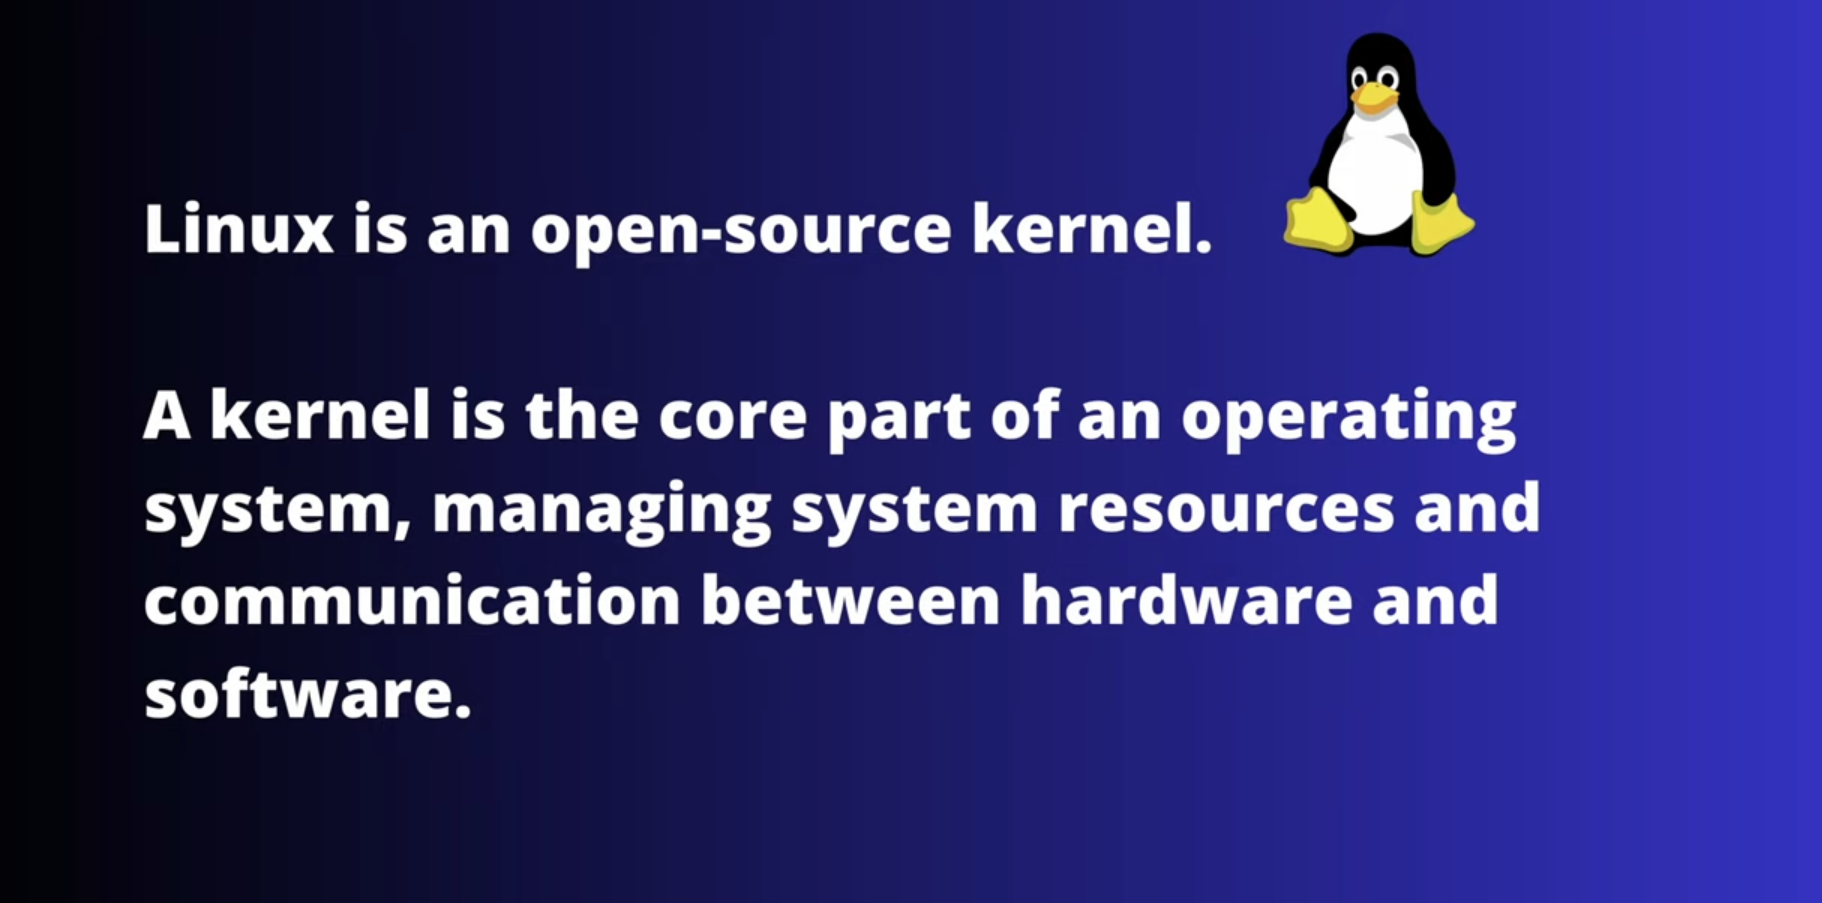 Linux is an open-source kernel.
A kernel is the core part of an operating
system, managing system resources and
communication between hardware and
software.